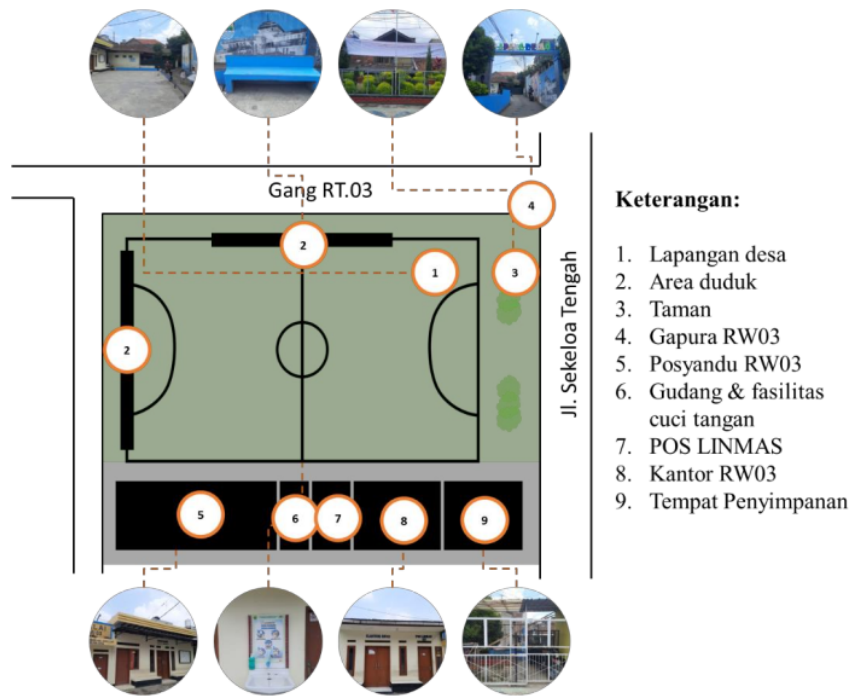 Gang RT.03
4
2
1
3
2
Jl. Sekeloa Tengah
5
6
7
8
9
Keterangan:
1. Lapangan desa
2. Area duduk
3. Taman
4. Gapura RW03
5. Posyandu RW03
6. Gudang & fasilitas
cuci tangan
7. POS LINMAS
8. Kantor RW03
9. Tempat Penyimpanan